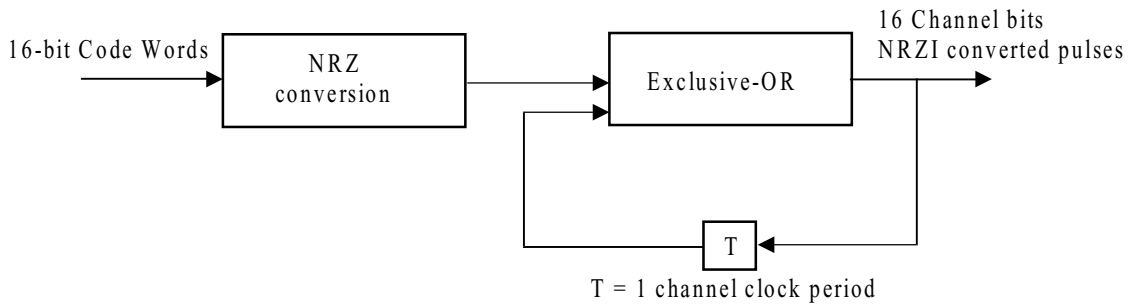 16-bit Code Words
NRZ
conversion
Exclusive-OR
16 Channel bits
NRZI converted pulses
T
T = 1 channel clock period